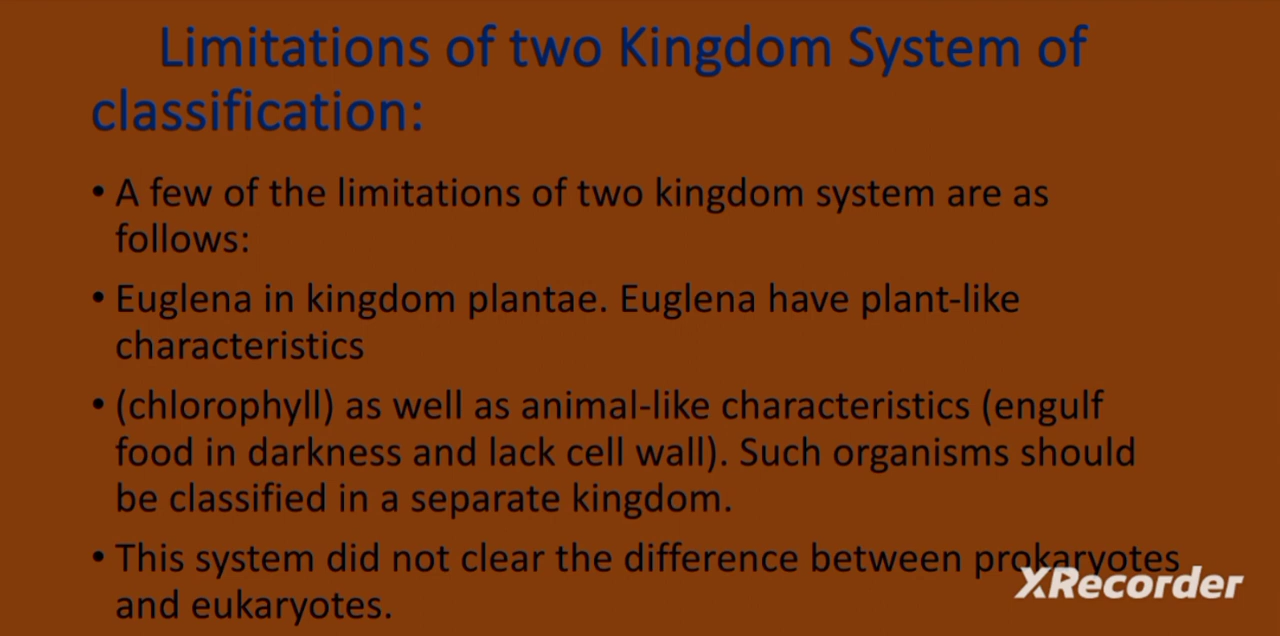 Limitations of two Kingdom System of
classification:
• A few of the limitations of two kingdom system are as
follows:
• Euglena in kingdom plantae. Euglena have plant-like
characteristics
• (chlorophyll) as well as animal-like characteristics (engulf
food in darkness and lack cell wall). Such organisms should
be classified in a separate kingdom.
• This system did not clear the difference between prokaryotes
and eukaryotes.
XRecorder